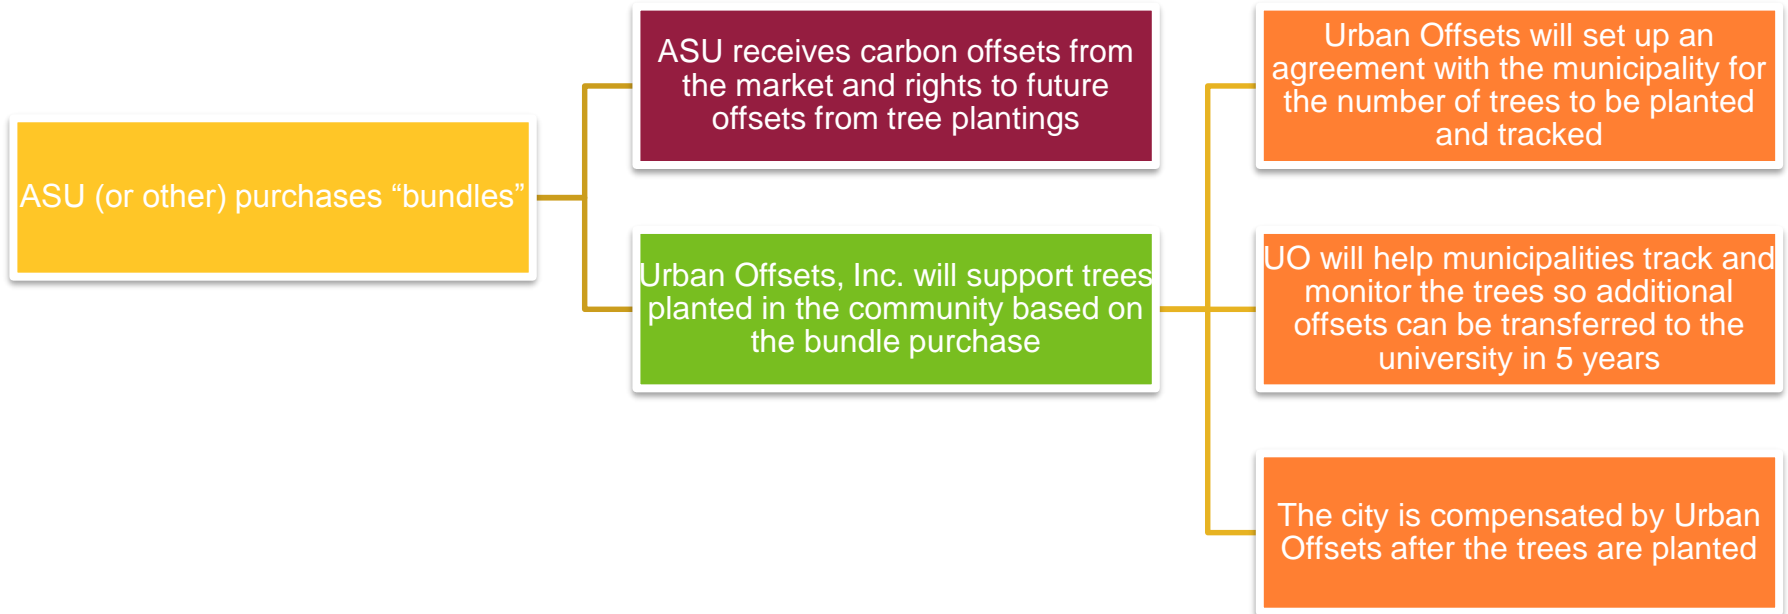 ASU (or other) purchases “bundles”
ASU receives carbon offsets from
the market and rights to future
offsets from tree plantings
Urban Offsets, Inc. will support trees
planted in the community based on
the bundle purchase
Urban Offsets will set up an
agreement with the municipality for
the number of trees to be planted
and tracked
UO will help municipalities track and
monitor the trees so additional
offsets can be transferred to the
university in 5 years
The city is compensated by Urban
Offsets after the trees are planted